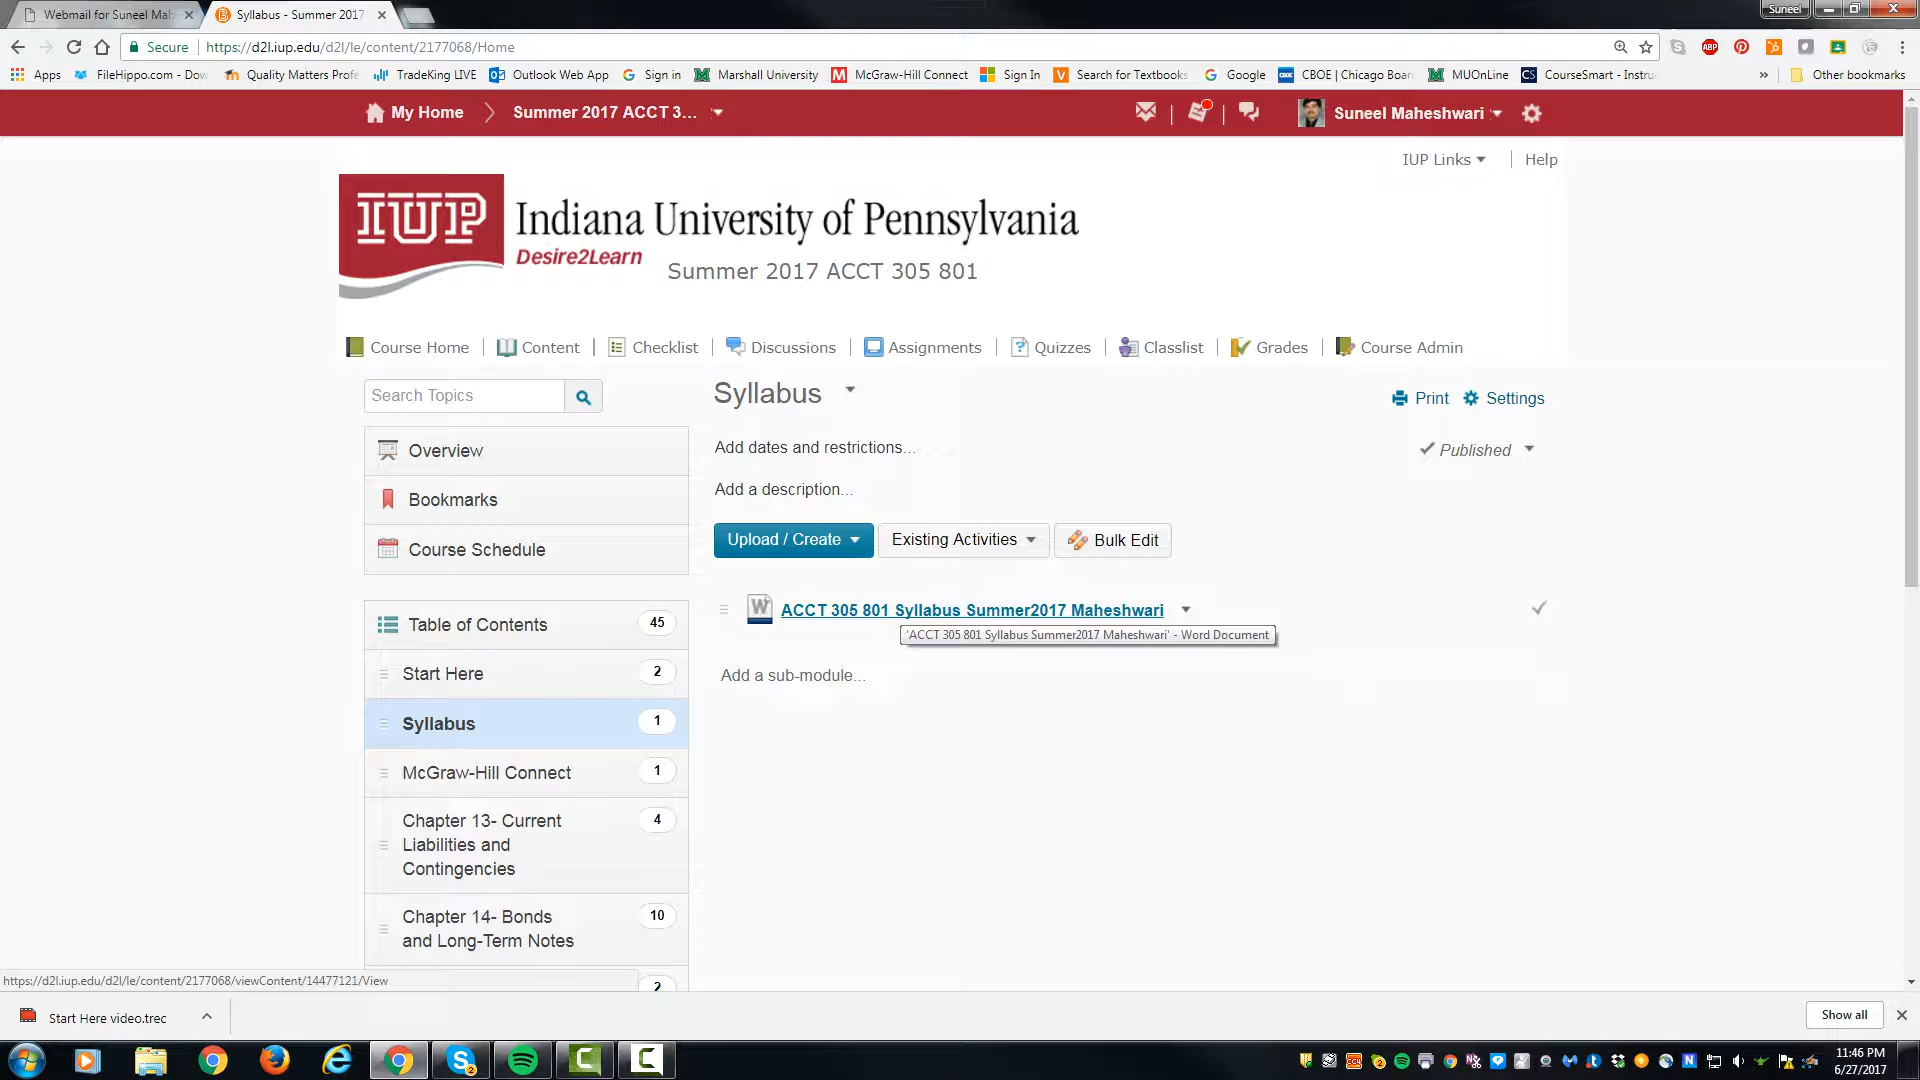 Webmail for Suneel Mah
Syllabus - Summer 2017
Suneel
Secure
https://d2l.iup.edu/d2l/le/content/2177068/Home
ABP
Apps
FileHippo.com - Dow
Quality Matters Profe
TradeKing LIVE
Outlook Web App
Sign in
Marshall University
McGraw-Hill Connect
Sign In
Search for Textbooks
Google
CBOE | Chicago Boar
MUOnLine
CS
CourseSmart - Instru
»
Other bookmarks
My Home
Summer 2017 ACCT 3...
Suneel Maheshwari
IUP Links
Help
IUP
Indiana University of Pennsylvania
Desire2Learn
Summer 2017 ACCT 305 801
Course Home
Content
Checklist
Discussions
Assignments
Quizzes
Classlist
Grades
Course Admin
Search Topics
Syllabus
Print
Settings
Overview
Add dates and restrictions...
Published
Bookmarks
Add a description...
Course Schedule
Upload / Create
Existing Activities
Bulk Edit
ACCT 305 801 Syllabus Summer2017 Maheshwari
'ACCT 305 801 Syllabus Summer2017 Maheshwari' - Word Document
Add a sub-module...
Table of Contents
45
Start Here
2
Syllabus
1
McGraw-Hill Connect
1
Chapter 13- Current
Liabilities and
Contingencies
4
Chapter 14- Bonds
and Long-Term Notes
10
2
https://d2l.iup.edu/d2l/le/content/2177068/viewContent/14477121/View
Start Here video.trec
Show all
11:46 PM
6/27/2017